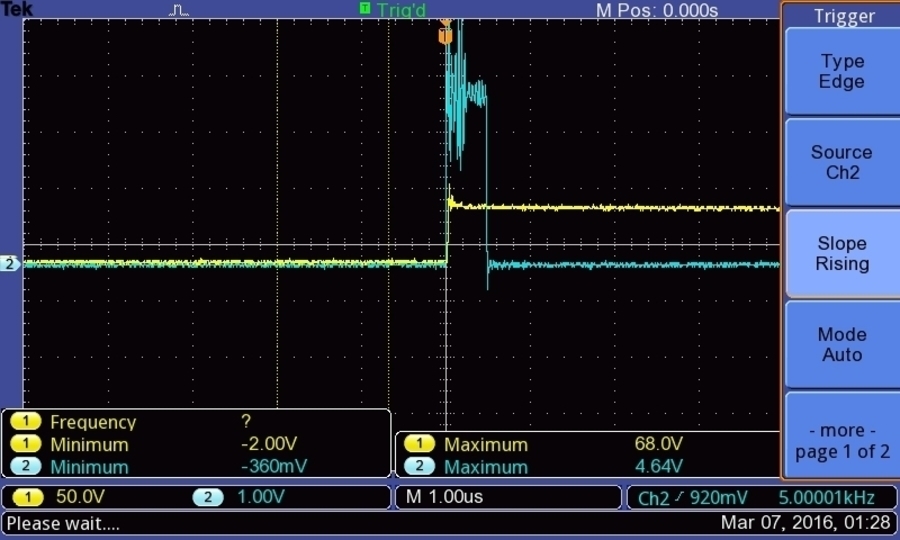 Tek
T Trig'd
M Pos: 0.000s
Trigger
Type
Edge
Source
Ch2
Slope
Rising
Mode
Auto
- more -
page 1 of 2
T
2
1 Frequency ?
1 Minimum -2.00V
2 Minimum -360mV
1 Maximum 68.0V
2 Maximum 4.64V
1 50.0V 2 1.00V
M 1.00us
Ch2 920mV 5.00001kHz
Please wait....
Mar 07, 2016, 01:28